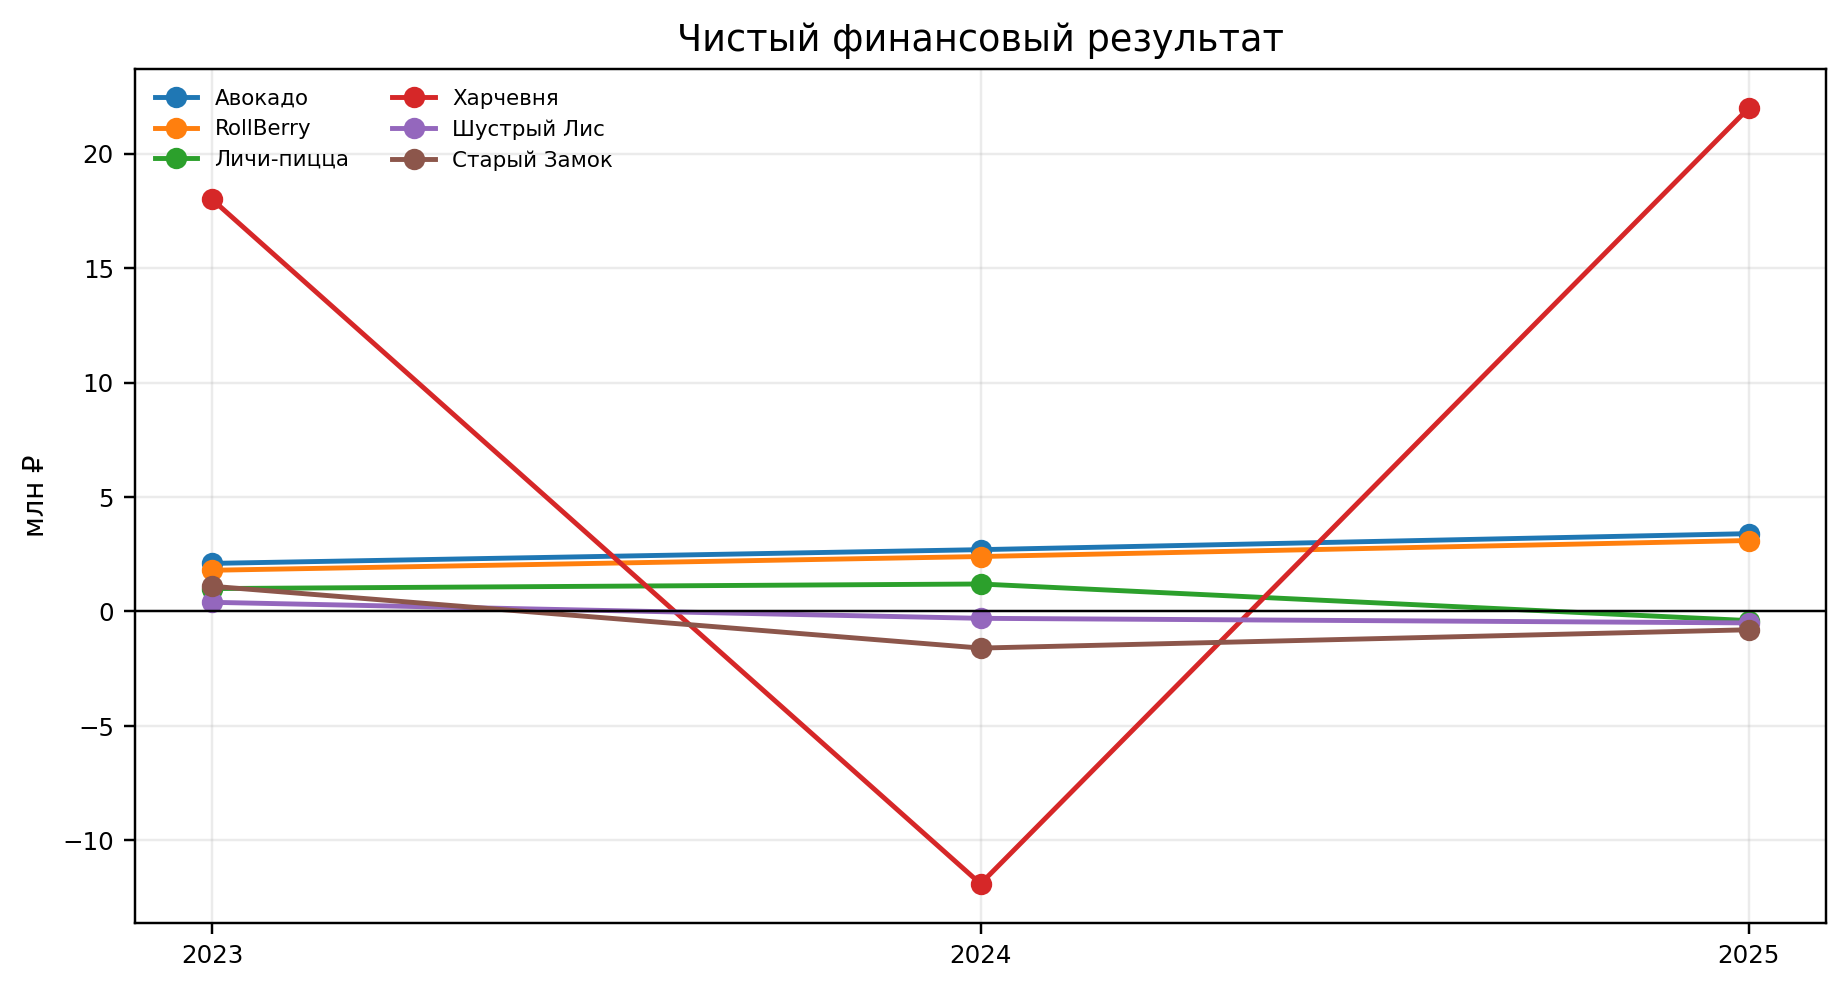 Чистый финансовый результат
Авокадо
RollBerry
Личи-пицца
Харчевня
Шустрый Лис
Старый Замок
млн ₽
20
15
10
5
0
−5
−10
2023
2024
2025